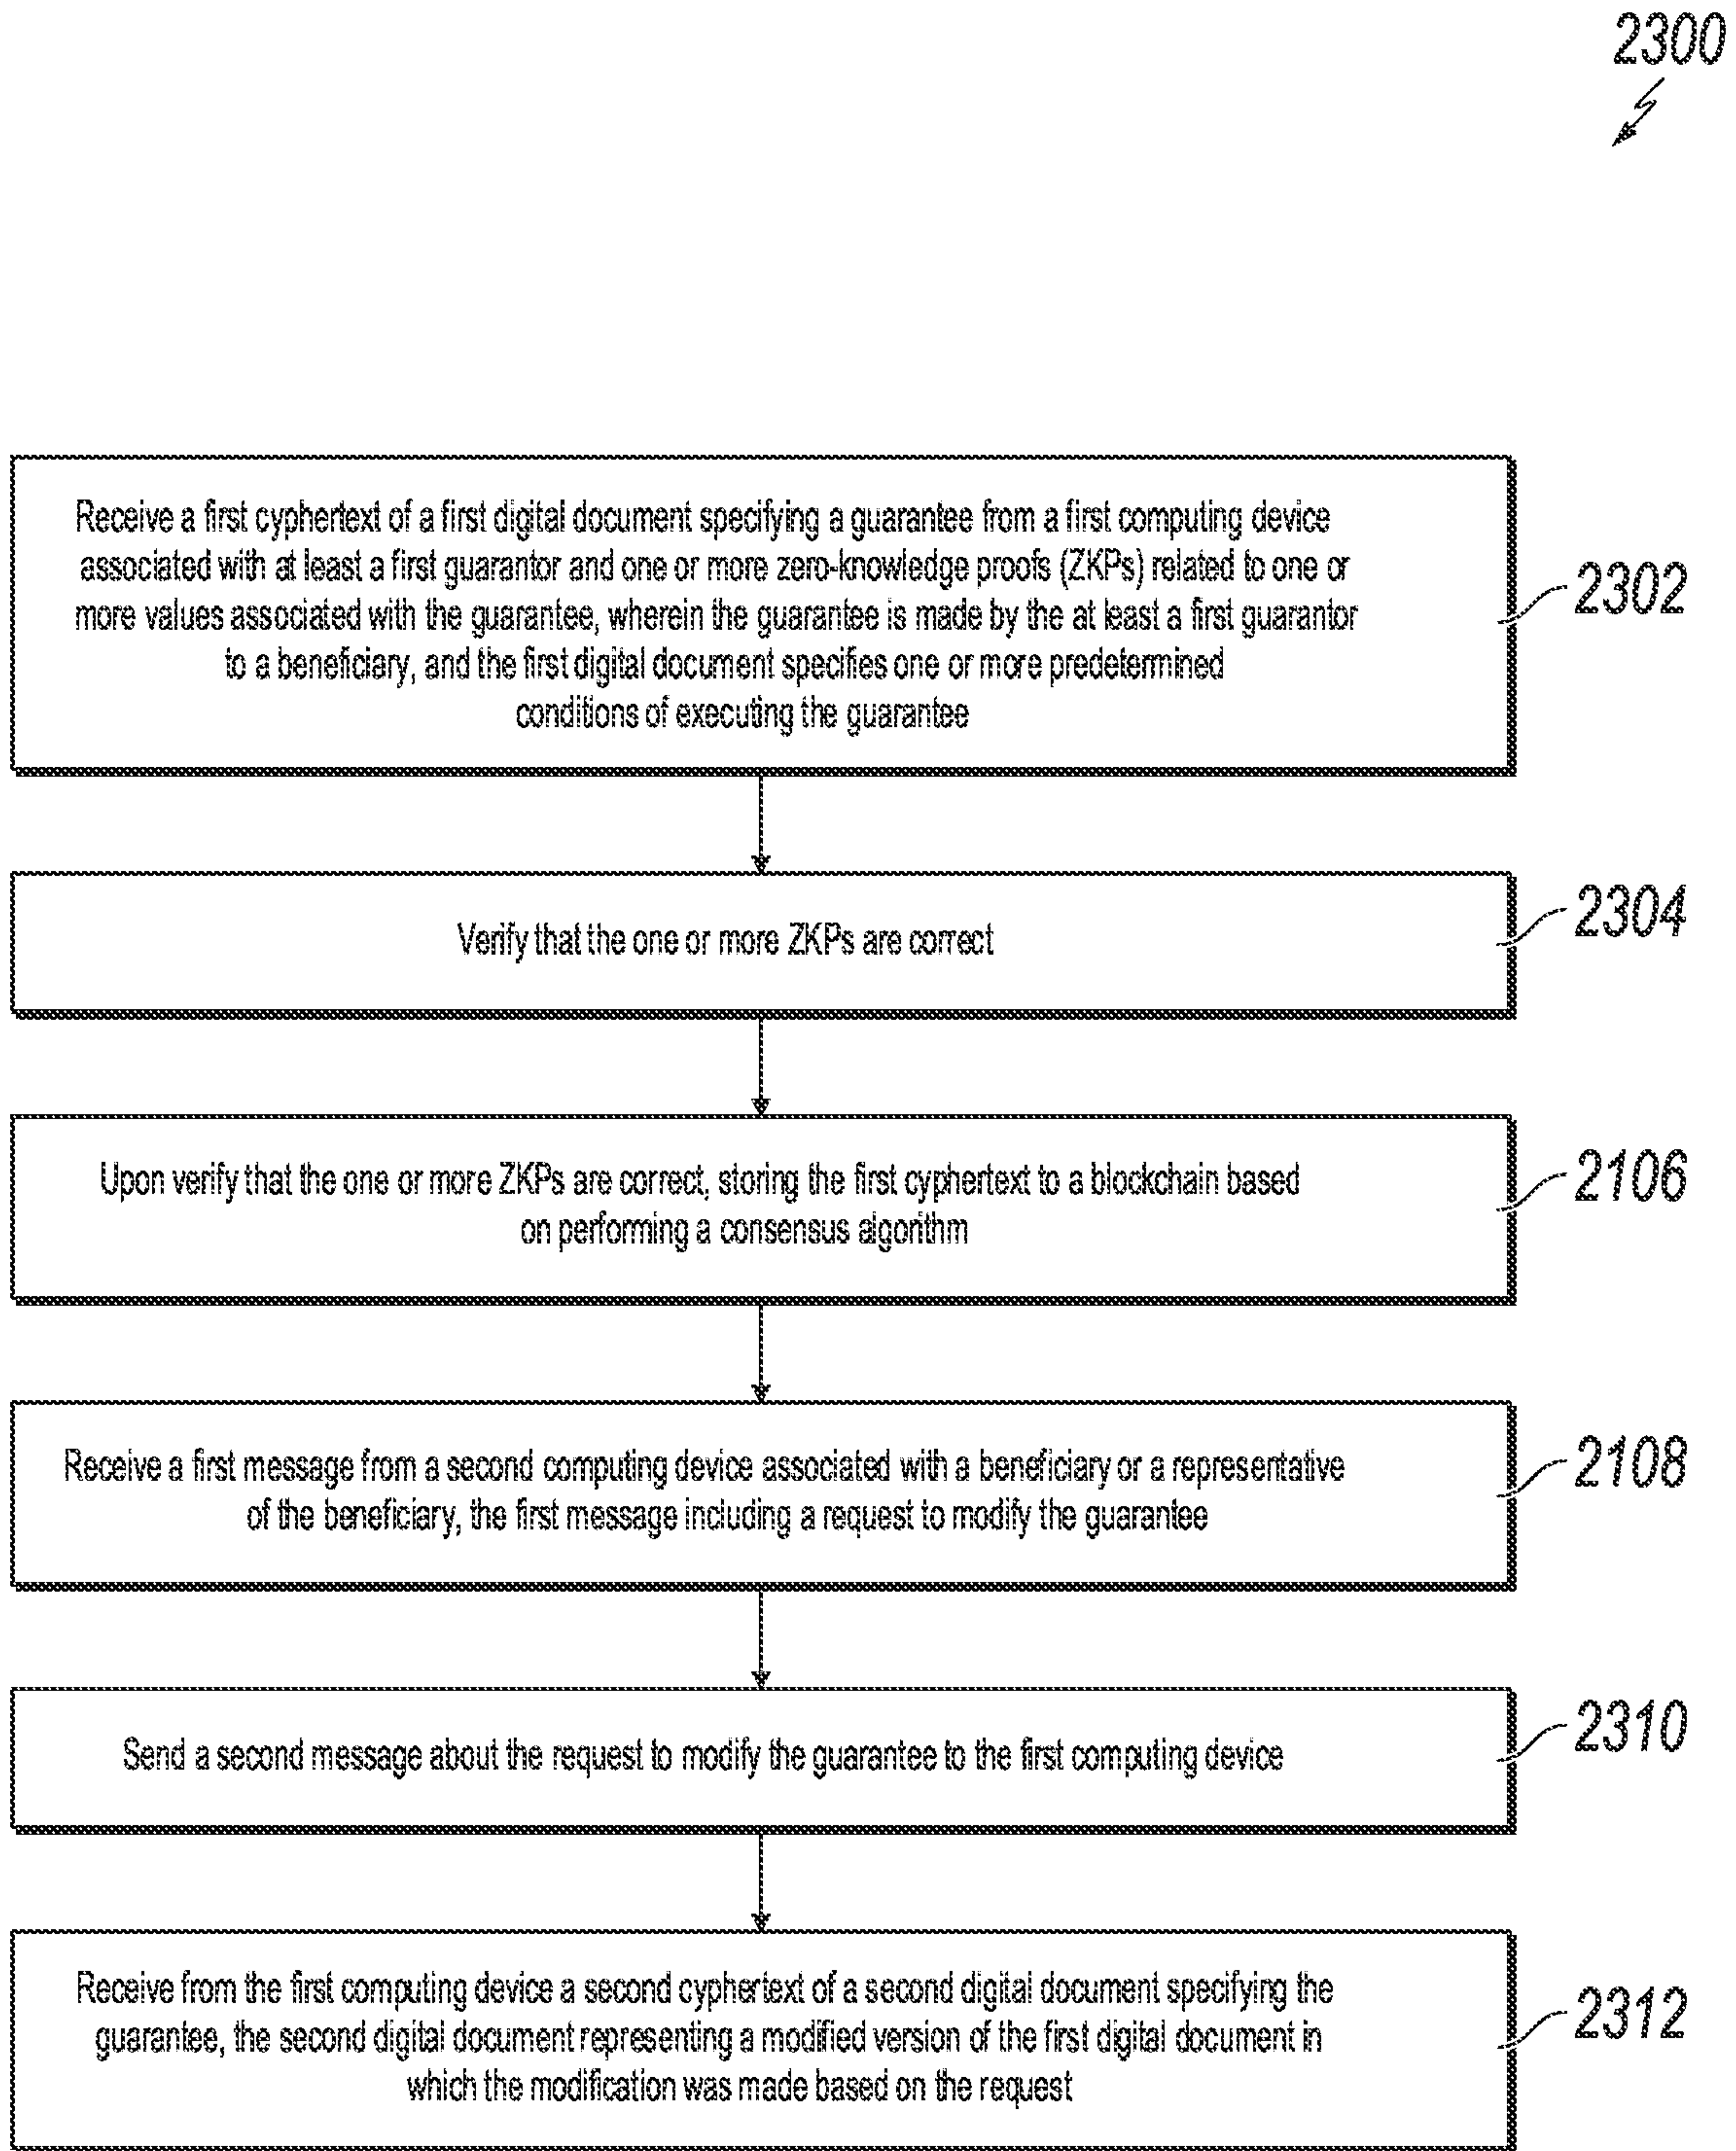 2300
Receive a first cyphertext of a first digital document specifying a guarantee from a first computing device
associated with at least a first guarantor and one or more zero-knowledge proofs (ZKPs) related to one or
more values associated with the guarantee, wherein the guarantee is made by the at least a first guarantor
to a beneficiary, and the first digital document specifies one or more predetermined
conditions of executing the guarantee
2302
Verify that the one or more ZKPs are correct
2304
Upon verify that the one or more ZKPs are correct, storing the first cyphertext to a blockchain based
on performing a consensus algorithm
2106
Receive a first message from a second computing device associated with a beneficiary or a representative
of the beneficiary, the first message including a request to modify the guarantee
2108
Send a second message about the request to modify the guarantee to the first computing device
2310
Receive from the first computing device a second cyphertext of a second digital document specifying the
guarantee, the second digital document representing a modified version of the first digital document in
which the modification was made based on the request
2312